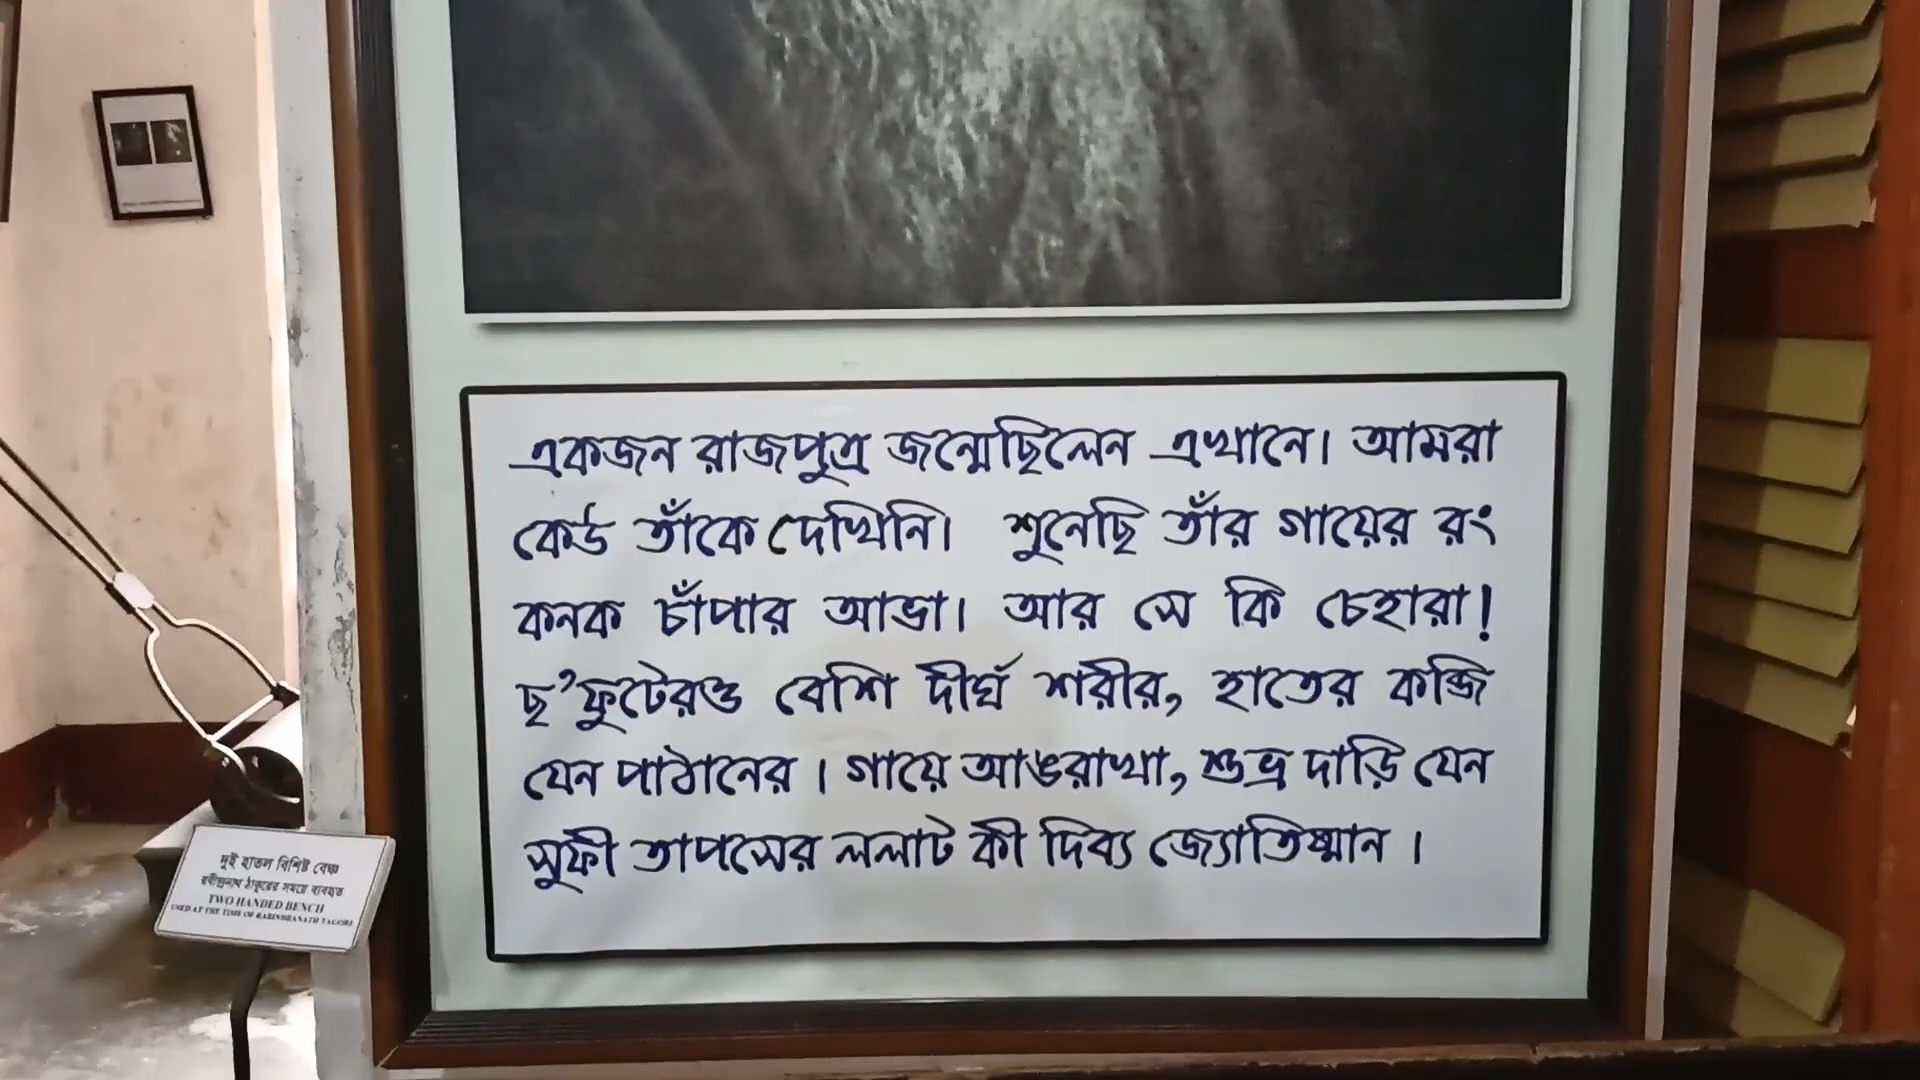 একজন রাজপুত্র জন্মেছিলেন এখানে। আমরা
কেউ তাঁকে দেখিনি। শুনেছি তাঁর গায়ের রং
কনক চাঁপার আভা। আর সে কি চেহারা!
ছ’ফুটেরও বেশি দীর্ঘ শরীর, হাতের কব্জি
যেন পাঠানের। গায়ে আঙরাখা, শুভ্র দাড়ি যেন
সুফী তাপসের ললাট কী দিব্য জ্যোতিষ্মান।
দুই হাতল বিশিষ্ট বেঞ্চ
রবীন্দ্রনাথ ঠাকুরের সময়ে ব্যবহৃত
TWO HANDED BENCH
USED AT THE TIME OF RABINDRANATH TAGORE